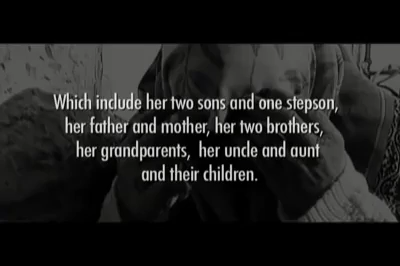 Which include her two sons and one stepson,
her father and mother, her two brothers,
her grandparents,  her uncle and aunt
and their children.